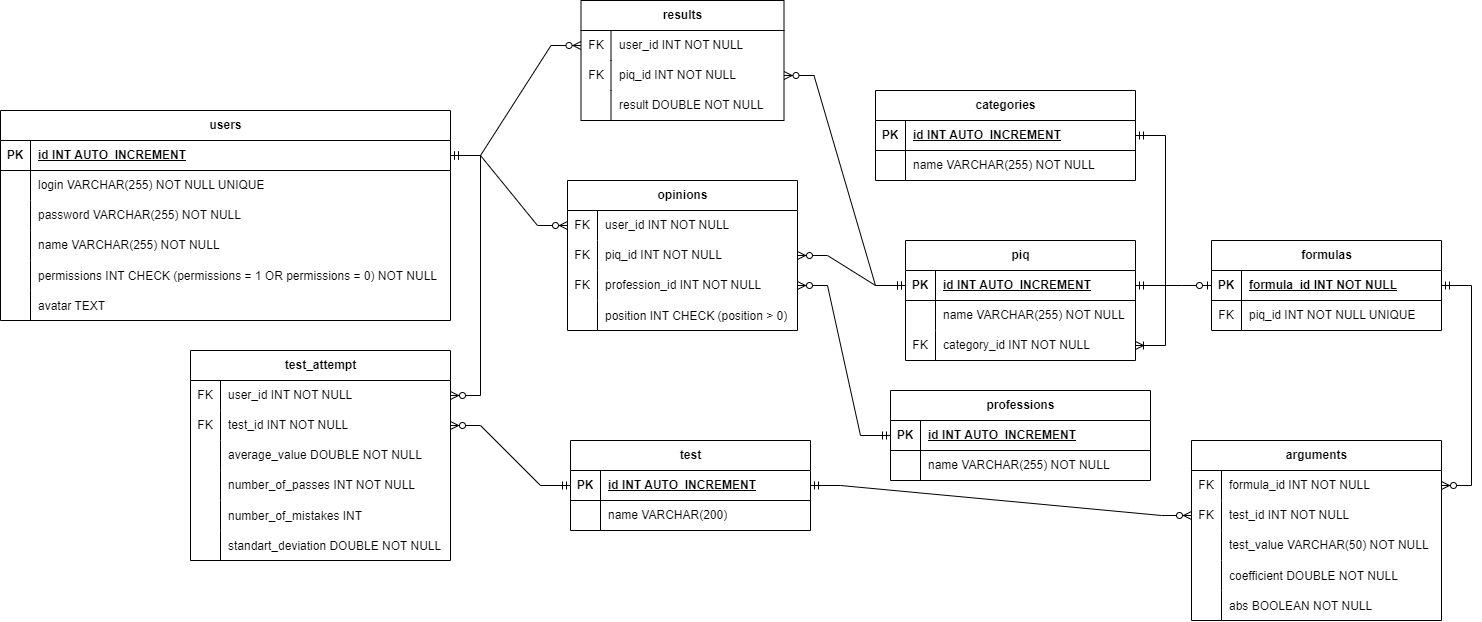 results
FK user_id INT NOT NULL
FK piq_id INT NOT NULL
result DOUBLE NOT NULL
users
PK id INT AUTO_INCREMENT
login VARCHAR(255) NOT NULL UNIQUE
password VARCHAR(255) NOT NULL
name VARCHAR(255) NOT NULL
permissions INT CHECK (permissions = 1 OR permissions = 0) NOT NULL
avatar TEXT
categories
PK id INT AUTO_INCREMENT
name VARCHAR(255) NOT NULL
opinions
FK user_id INT NOT NULL
FK piq_id INT NOT NULL
FK profession_id INT NOT NULL
position INT CHECK (position > 0)
piq
PK id INT AUTO_INCREMENT
name VARCHAR(255) NOT NULL
FK category_id INT NOT NULL
formulas
PK formula_id INT NOT NULL
FK piq_id INT NOT NULL UNIQUE
test_attempt
FK user_id INT NOT NULL
FK test_id INT NOT NULL
average_value DOUBLE NOT NULL
number_of_passes INT NOT NULL
number_of_mistakes INT
standart_deviation DOUBLE NOT NULL
test
PK id INT AUTO_INCREMENT
name VARCHAR(200)
professions
PK id INT AUTO_INCREMENT
name VARCHAR(255) NOT NULL
arguments
FK formula_id INT NOT NULL
FK test_id INT NOT NULL
test_value VARCHAR(50) NOT NULL
coefficient DOUBLE NOT NULL
abs BOOLEAN NOT NULL